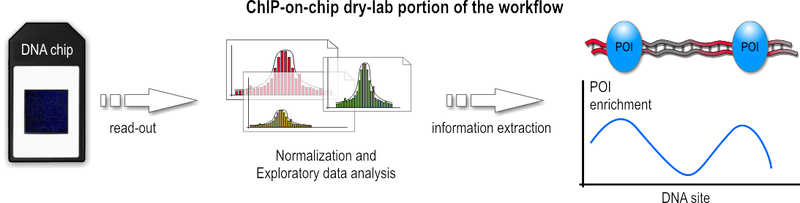 ChIP-on-chip dry-lab portion of the workflow
DNA chip
read-out
Normalization and
Exploratory data analysis
information extraction
POI
POI
POI
enrichment
DNA site